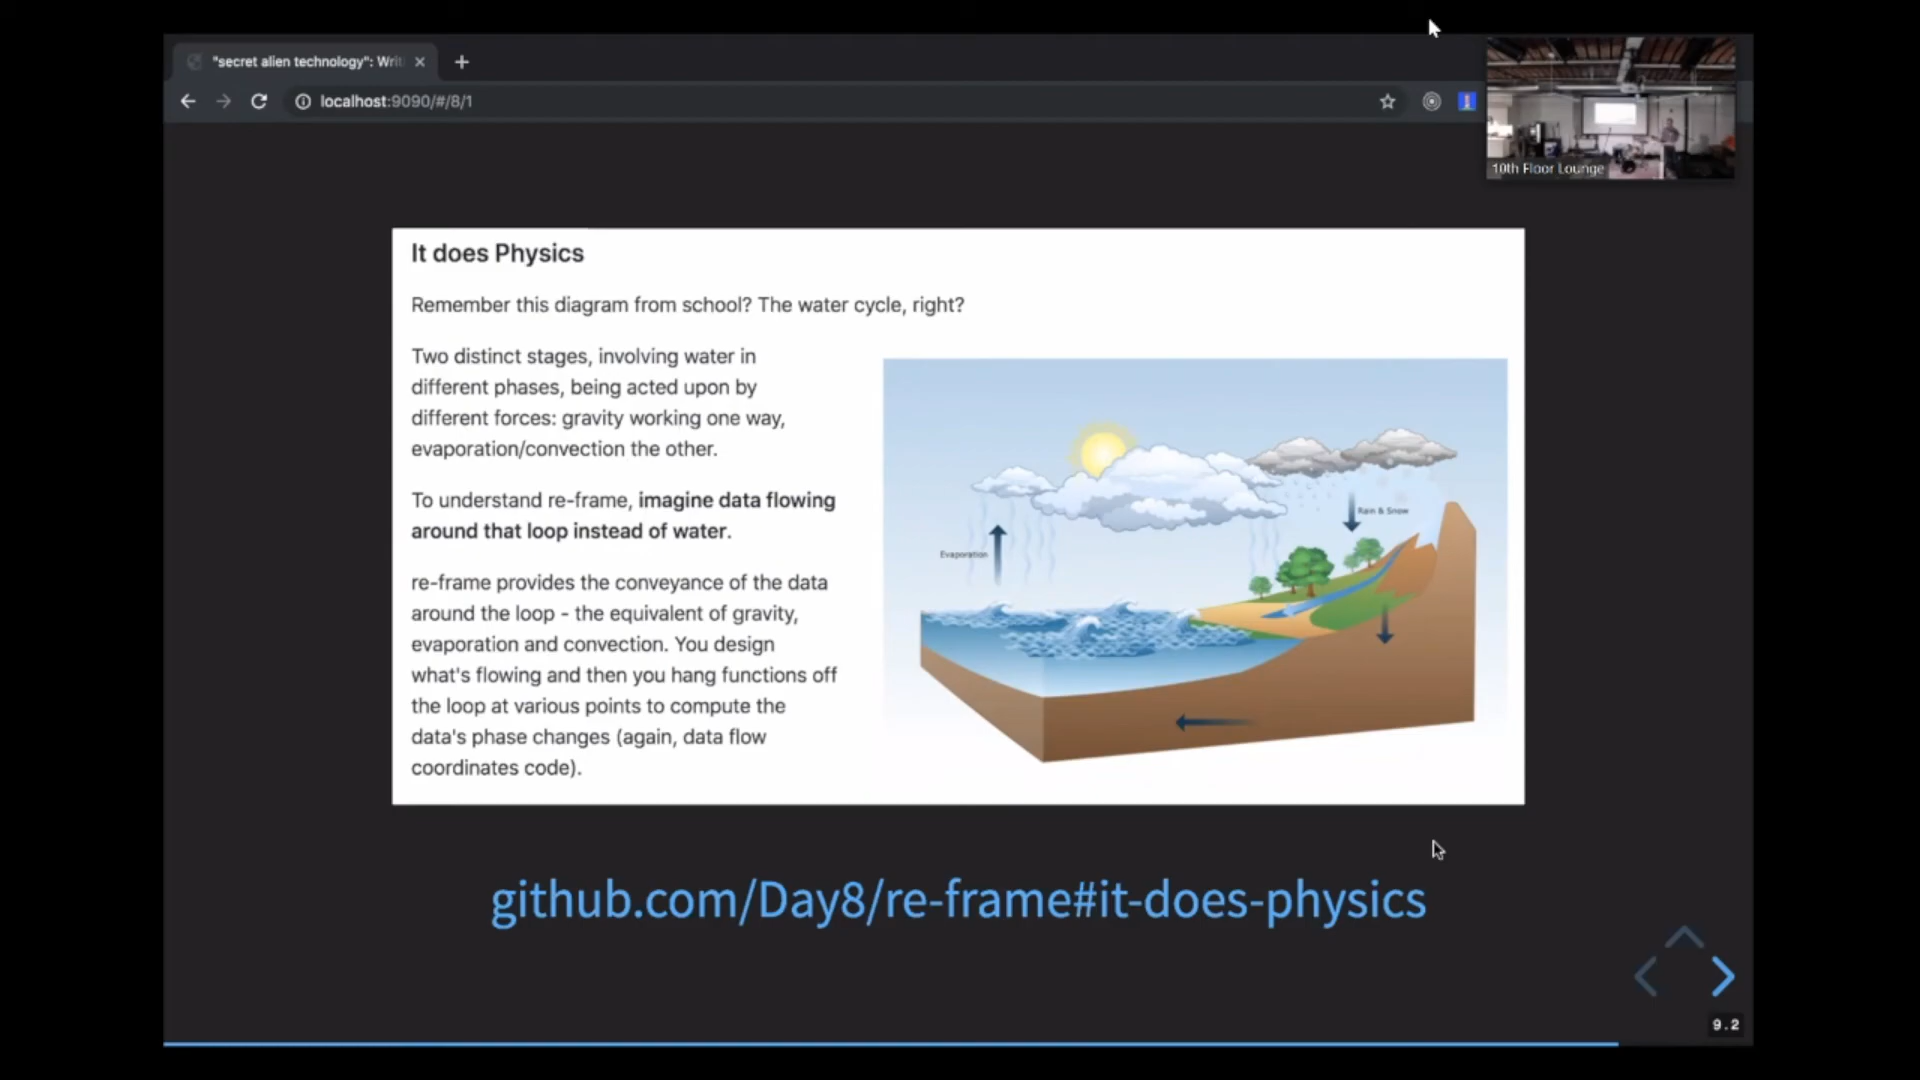 "secret alien technology": Wri
localhost:9090/#/8/1
10th Floor Lounge
It does Physics
Remember this diagram from school? The water cycle, right?
Two distinct stages, involving water in
different phases, being acted upon by
different forces: gravity working one way,
evaporation/convection the other.
To understand re-frame, imagine data flowing
around that loop instead of water.
re-frame provides the conveyance of the data
around the loop - the equivalent of gravity,
evaporation and convection. You design
what's flowing and then you hang functions off
the loop at various points to compute the
data's phase changes (again, data flow
coordinates code).
Rain & Snow
Evaporation
github.com/Day8/re-frame#it-does-physics
9.2